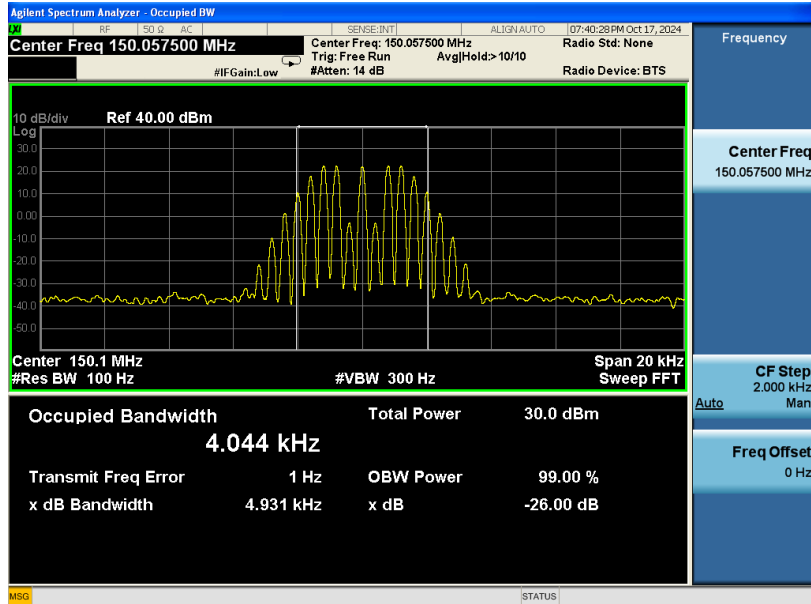 Agilent Spectrum Analyzer - Occupied BW
LXI
RF
50 Ω
AC
SENSE:INT
ALIGN AUTO
07:40:28 PM Oct 17, 2024
Center Freq 150.057500 MHz
Center Freq: 150.057500 MHz
Radio Std: None
Trig: Free Run
Avg|Hold:> 10/10
#IFGain:Low
#Atten: 14 dB
Radio Device: BTS
10 dB/div
Ref 40.00 dBm
Log
30.0
20.0
10.0
0.00
-10.0
-20.0
-30.0
-40.0
-50.0
Center 150.1 MHz
Span 20 kHz
#Res BW 100 Hz
#VBW 300 Hz
Sweep FFT
Occupied Bandwidth
Total Power
30.0 dBm
4.044 kHz
Transmit Freq Error
1 Hz
OBW Power
99.00 %
x dB Bandwidth
4.931 kHz
x dB
-26.00 dB
Frequency
Center Freq
150.057500 MHz
CF Step
2.000 kHz
Auto
Man
Freq Offset
0 Hz
MSG
STATUS